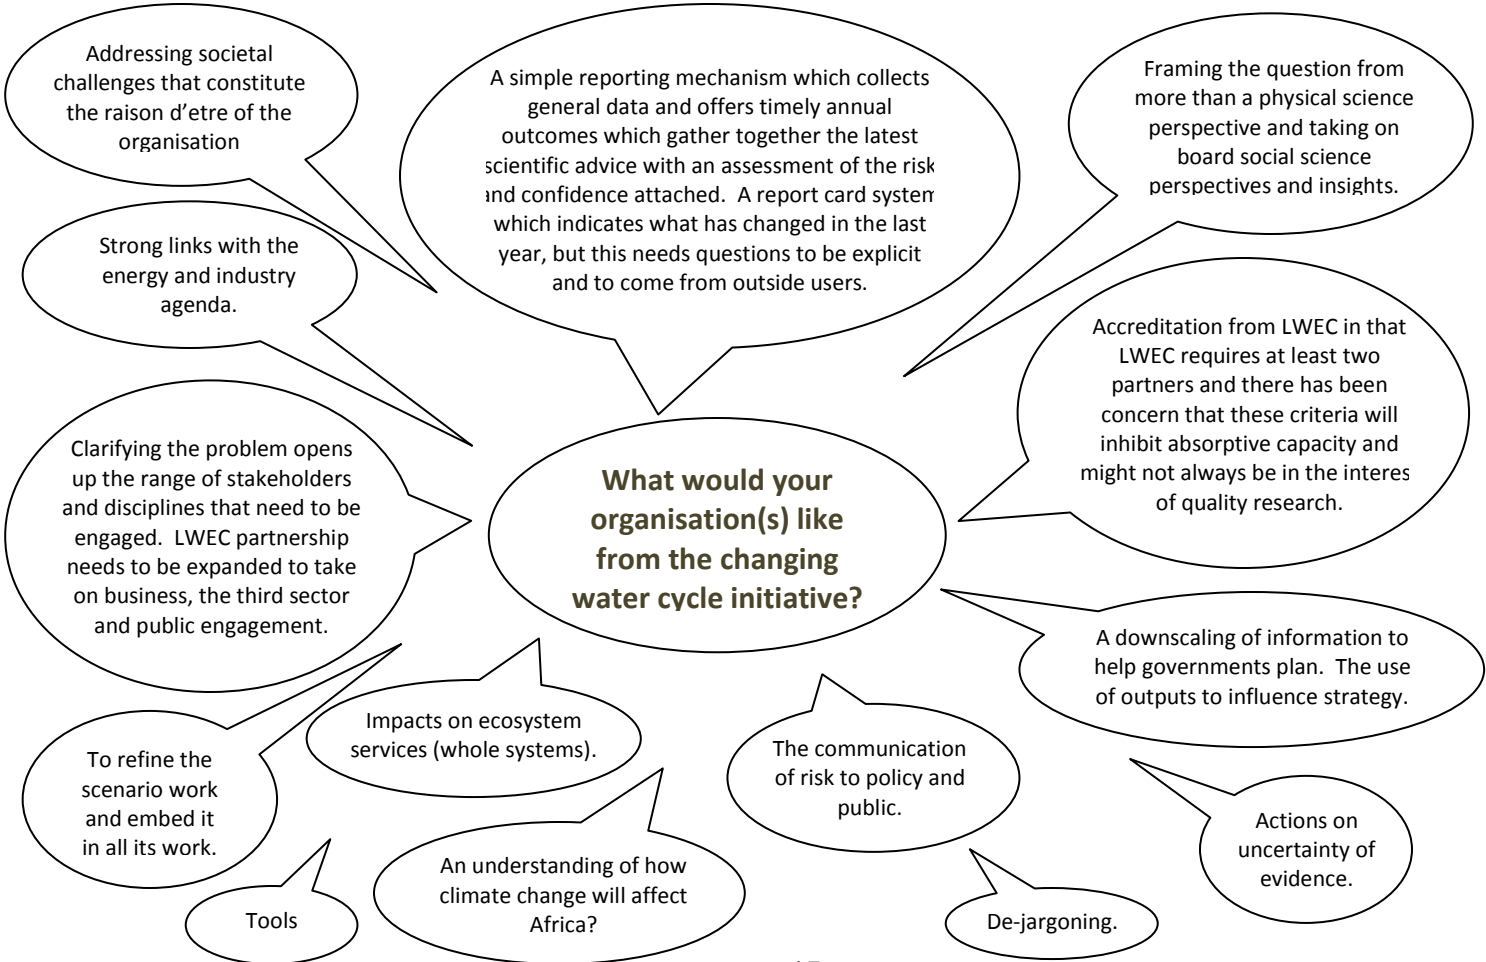 Addressing societal
challenges that constitute
the raison d'etre of the
organisation
A simple reporting mechanism which collects
general data and offers timely annual
outcomes which gather together the latest
scientific advice with an assessment of the risk
and confidence attached.  A report card system
which indicates what has changed in the last
year, but this needs questions to be explicit
and to come from outside users.
Framing the question from
more than a physical science
perspective and taking on
board social science
perspectives and insights.
Strong links with the
energy and industry
agenda.
Accreditation from LWEC in that
LWEC requires at least two
partners and there has been
concern that these criteria will
inhibit absorptive capacity and
might not always be in the interes
of quality research.
Clarifying the problem opens
up the range of stakeholders
and disciplines that need to be
engaged.  LWEC partnership
needs to be expanded to take
on business, the third sector
and public engagement.
What would your
organisation(s) like
from the changing
water cycle initiative?
A downscaling of information to
help governments plan.  The use
of outputs to influence strategy.
Impacts on ecosystem
services (whole systems).
The communication
of risk to policy and
public.
To refine the
scenario work
and embed it
in all its work.
Actions on
uncertainty of
evidence.
An understanding of how
climate change will affect
Africa?
Tools
De-jargoning.